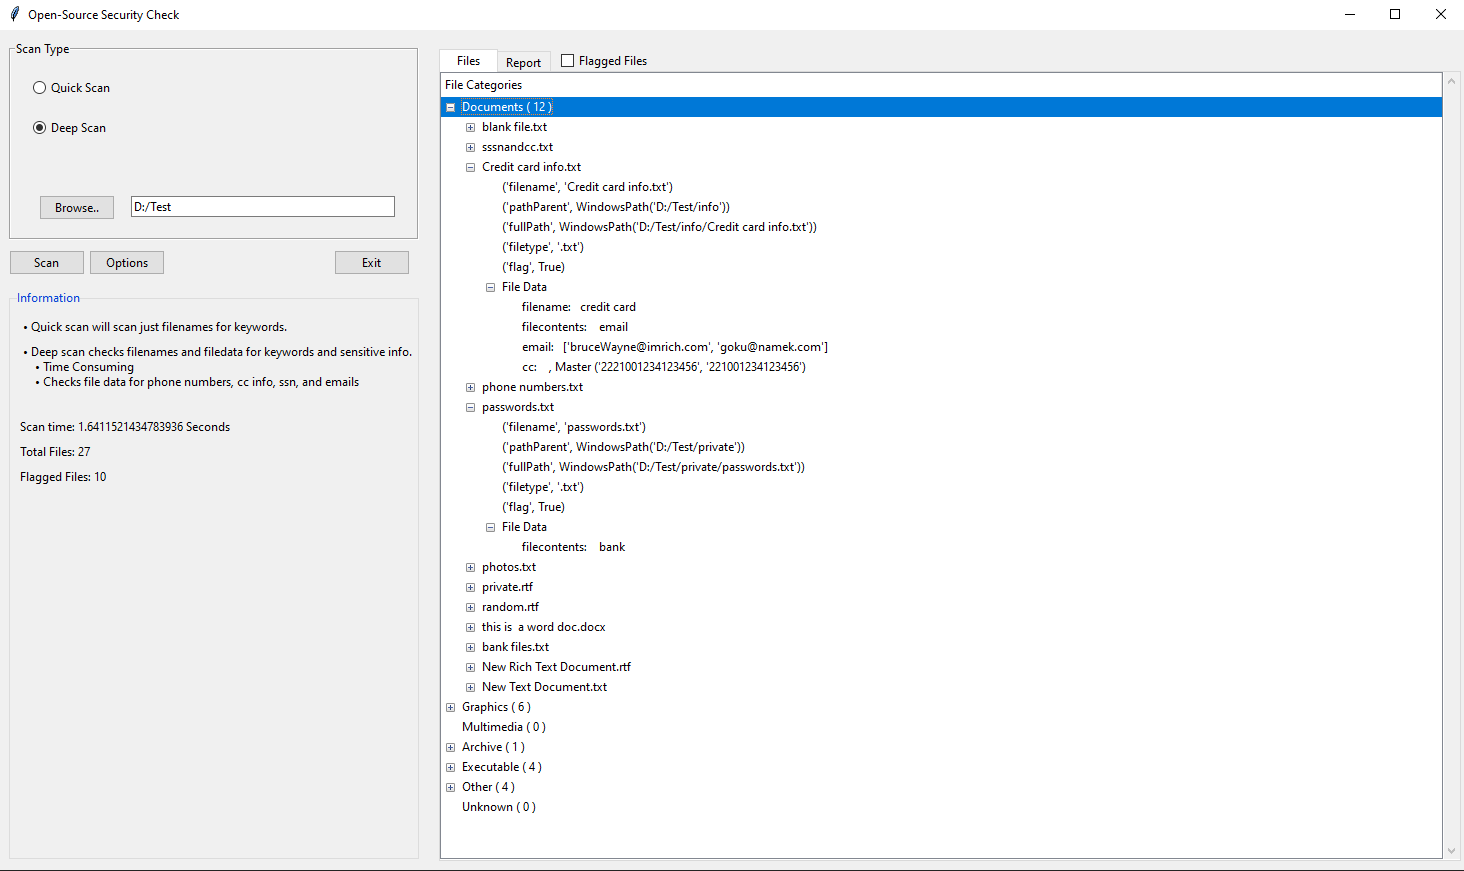 Open-Source Security Check
Scan Type
Quick Scan
Deep Scan
Browse..
D:/Test
Scan
Options
Exit
Information
• Quick scan will scan just filenames for keywords.
• Deep scan checks filenames and filedata for keywords and sensitive info.
• Time Consuming
• Checks file data for phone numbers, cc info, ssn, and emails
Scan time: 1.6411521434783936 Seconds
Total Files: 27
Flagged Files: 10
Files
Report
Flagged Files
File Categories
Documents ( 12 )
blank file.txt
sssnandcc.txt
Credit card info.txt
('filename', 'Credit card info.txt')
('pathParent', WindowsPath('D:/Test/info'))
('fullPath', WindowsPath('D:/Test/info/Credit card info.txt'))
('filetype', '.txt')
('flag', True)
File Data
filename:   credit card
filecontents:    email
email:   ['bruceWayne@imrich.com', 'goku@namek.com']
cc:    , Master ('2221001234123456', '221001234123456')
phone numbers.txt
passwords.txt
('filename', 'passwords.txt')
('pathParent', WindowsPath('D:/Test/private'))
('fullPath', WindowsPath('D:/Test/private/passwords.txt'))
('filetype', '.txt')
('flag', True)
File Data
filecontents:    bank
photos.txt
private.rtf
random.rtf
this is  a word doc.docx
bank files.txt
New Rich Text Document.rtf
New Text Document.txt
Graphics ( 6 )
Multimedia ( 0 )
Archive ( 1 )
Executable ( 4 )
Other ( 4 )
Unknown ( 0 )